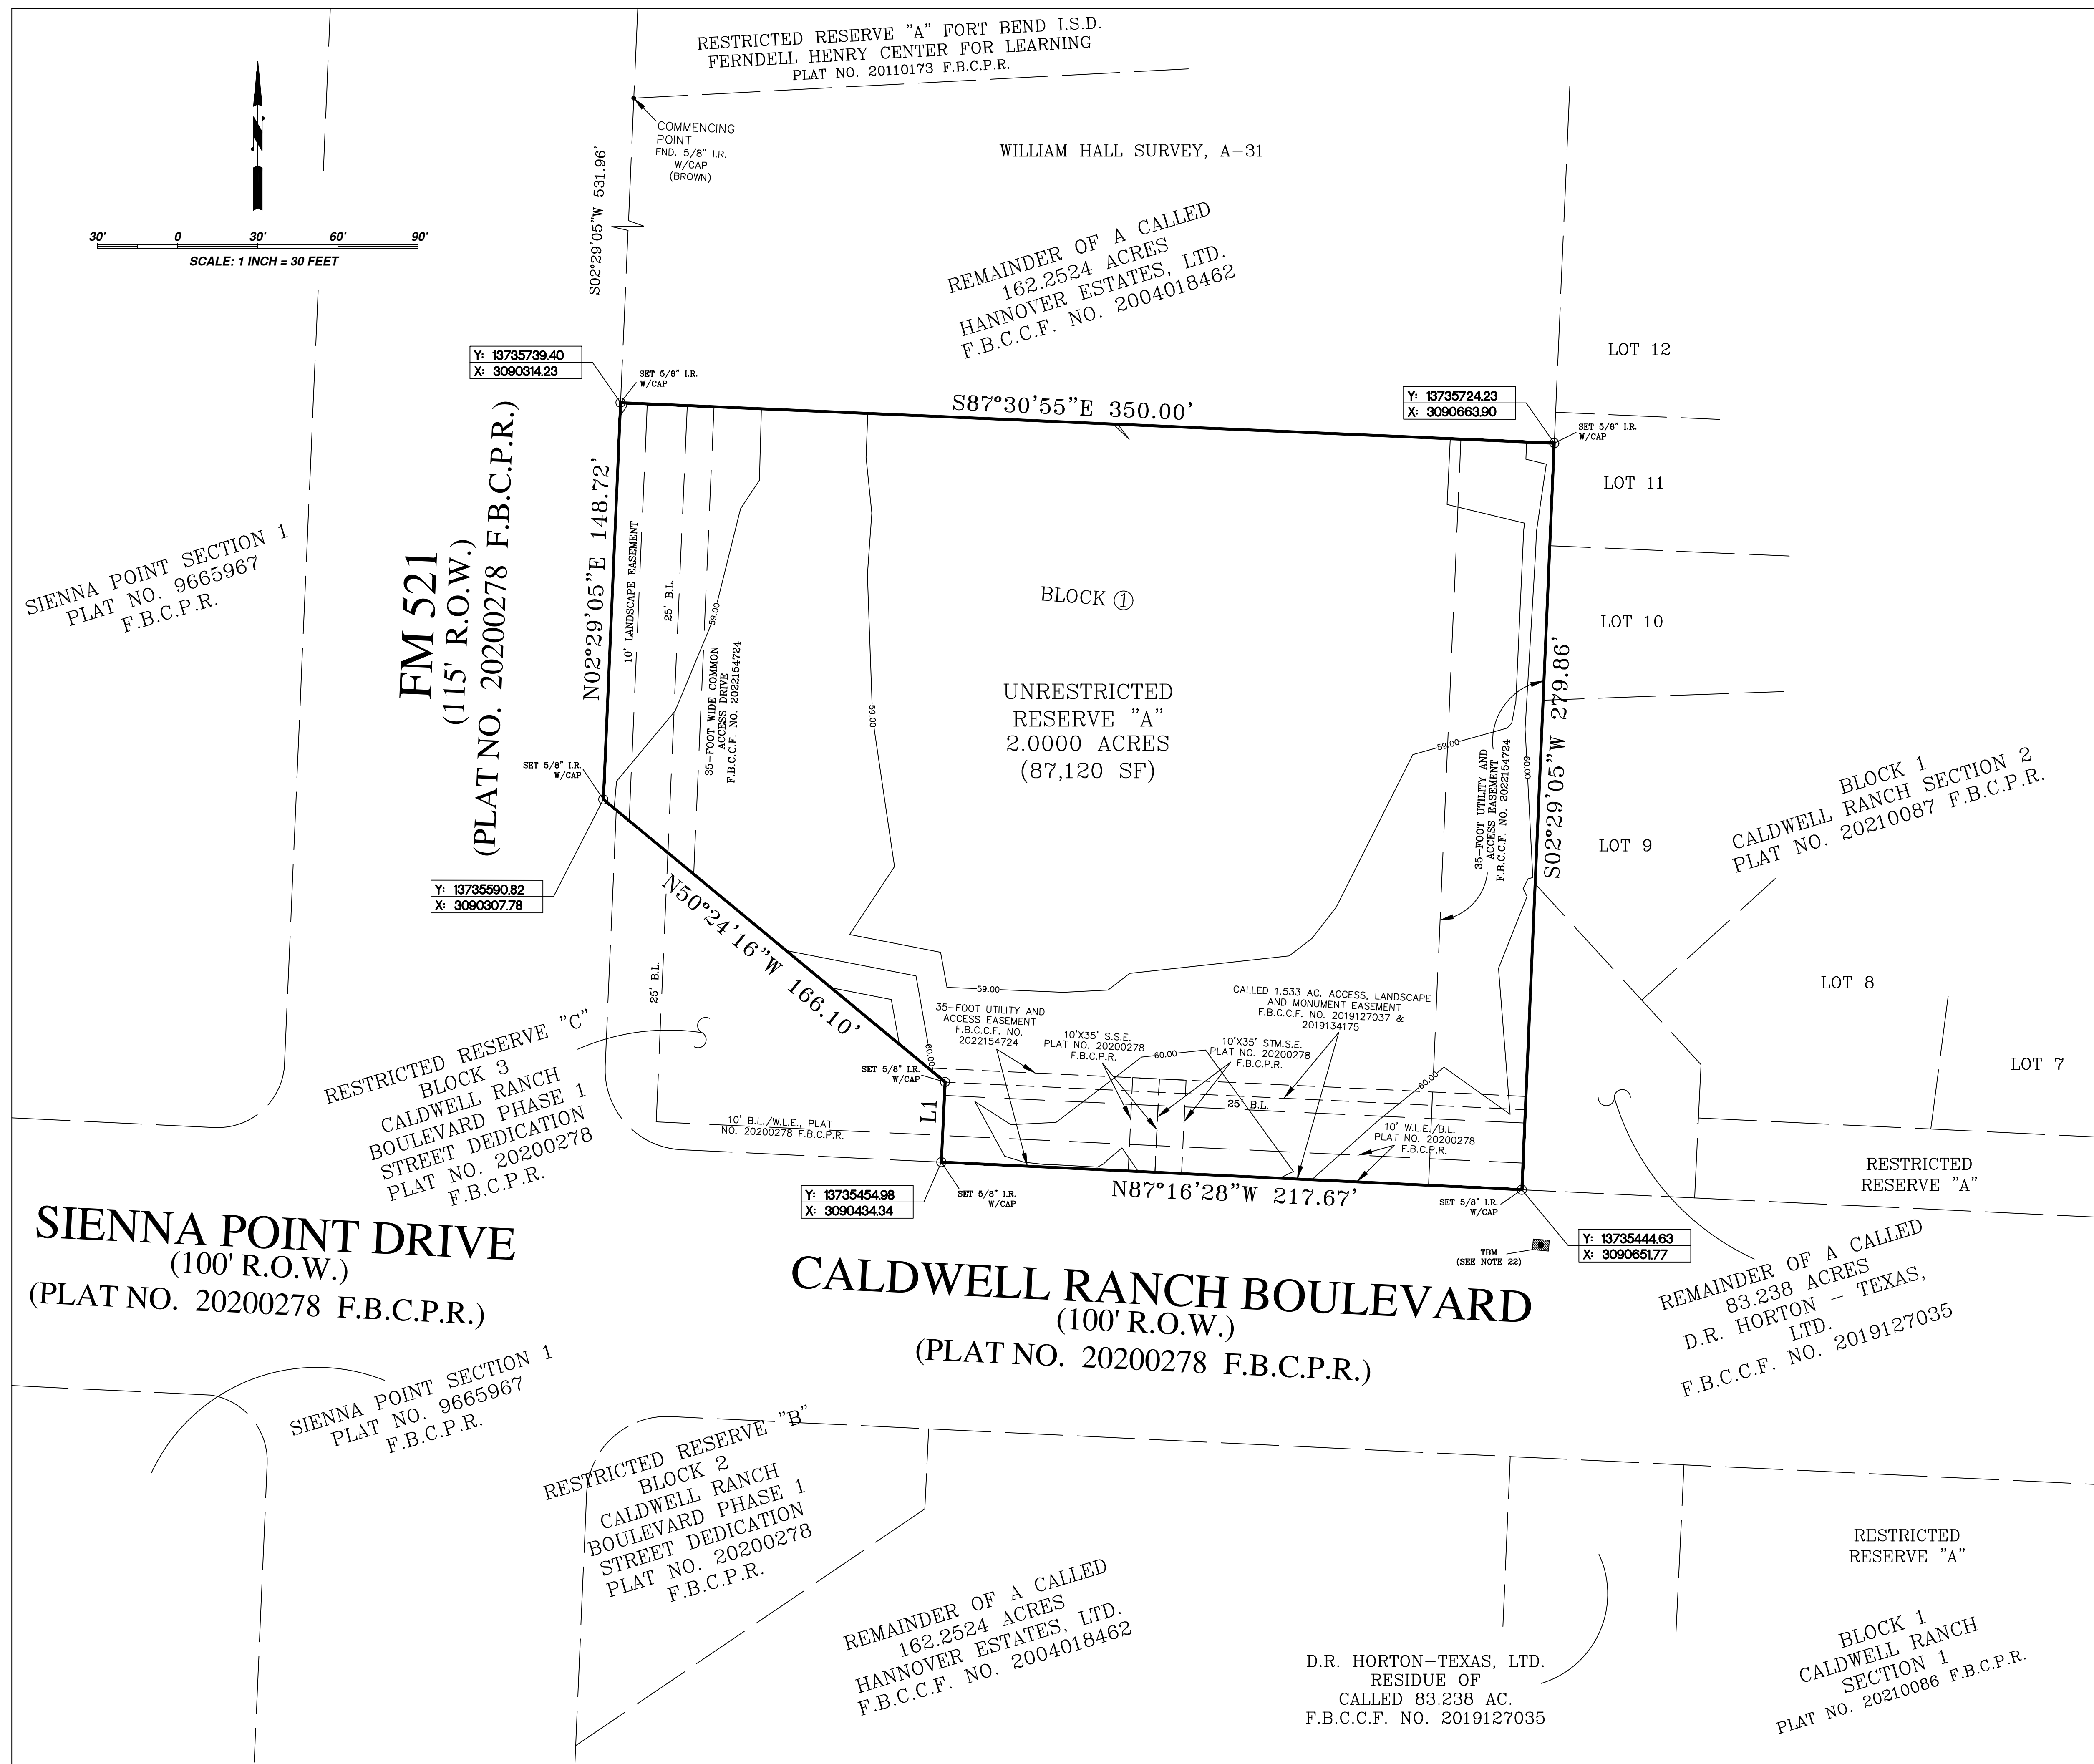 RESTRICTED RESERVE "A" FORT BEND I.S.D.
FERNDELL HENRY CENTER FOR LEARNING
PLAT NO. 20110173 F.B.C.P.R.
N
30' 0 30' 60' 90'
SCALE: 1 INCH = 30 FEET
COMMENCING
POINT
FND. 5/8" I.R.
W/CAP
(BROWN)
S02°29'05"W 531.96'
WILLIAM HALL SURVEY, A-31
REMAINDER OF A CALLED
162.2524 ACRES
HANNOVER ESTATES, LTD.
F.B.C.C.F. NO. 2004018462
Y: 13735739.40
X: 3090314.23
SET 5/8" I.R.
W/CAP
S87°30'55"E 350.00'
Y: 13735724.23
X: 3090663.90
SET 5/8" I.R.
W/CAP
LOT 12
LOT 11
LOT 10
LOT 9
LOT 8
LOT 7
SIENNA POINT SECTION 1
PLAT NO. 9665967
F.B.C.P.R.
FM 521
(115' R.O.W.)
(PLAT NO. 20200278 F.B.C.P.R.)
N02°29'05"E 148.72'
10' LANDSCAPE EASEMENT
25' B.L.
59.00
35-FOOT WIDE COMMON
ACCESS DRIVE
F.B.C.C.F. NO. 2022154724
59.00
BLOCK 1
UNRESTRICTED
RESERVE "A"
2.0000 ACRES
(87,120 SF)
59.00
35-FOOT UTILITY AND
ACCESS EASEMENT
F.B.C.C.F. NO. 2022154724
60.00
S02°29'05"W 279.86'
BLOCK 1
CALDWELL RANCH SECTION 2
PLAT NO. 20210087 F.B.C.P.R.
SET 5/8" I.R.
W/CAP
Y: 13735590.82
X: 3090307.78
N50°24'16"W 166.10'
25' B.L.
59.00
60.00
35-FOOT UTILITY AND
ACCESS EASEMENT
F.B.C.C.F. NO.
2022154724
10'X35' S.S.E.
PLAT NO. 20200278
F.B.C.P.R.
60.00
10'X35' STM.S.E.
PLAT NO. 20200278
F.B.C.P.R.
CALLED 1.533 AC. ACCESS, LANDSCAPE
AND MONUMENT EASEMENT
F.B.C.C.F. NO. 2019127037 &
2019134175
60.00
25' B.L.
10' W.L.E./B.L.
PLAT NO. 20200278
F.B.C.P.R.
SET 5/8" I.R.
W/CAP
L1
10' B.L./W.L.E., PLAT
NO. 20200278 F.B.C.P.R.
RESTRICTED RESERVE "C"
BLOCK 3
CALDWELL RANCH
BOULEVARD PHASE 1
STREET DEDICATION
PLAT NO. 20200278
F.B.C.P.R.
Y: 13735454.98
X: 3090434.34
SET 5/8" I.R.
W/CAP
N87°16'28"W 217.67'
SET 5/8" I.R.
W/CAP
TBM
(SEE NOTE 22)
Y: 13735444.63
X: 3090651.77
RESTRICTED
RESERVE "A"
REMAINDER OF A CALLED
83.238 ACRES
D.R. HORTON - TEXAS,
LTD.
F.B.C.C.F. NO. 2019127035
SIENNA POINT DRIVE
(100' R.O.W.)
(PLAT NO. 20200278 F.B.C.P.R.)
CALDWELL RANCH BOULEVARD
(100' R.O.W.)
(PLAT NO. 20200278 F.B.C.P.R.)
SIENNA POINT SECTION 1
PLAT NO. 9665967
F.B.C.P.R.
RESTRICTED RESERVE "B"
BLOCK 2
CALDWELL RANCH
BOULEVARD PHASE 1
STREET DEDICATION
PLAT NO. 20200278
F.B.C.P.R.
REMAINDER OF A CALLED
162.2524 ACRES
HANNOVER ESTATES, LTD.
F.B.C.C.F. NO. 2004018462
D.R. HORTON-TEXAS, LTD.
RESIDUE OF
CALLED 83.238 AC.
F.B.C.C.F. NO. 2019127035
RESTRICTED
RESERVE "A"
BLOCK 1
CALDWELL RANCH
SECTION 1
PLAT NO. 20210086 F.B.C.P.R.